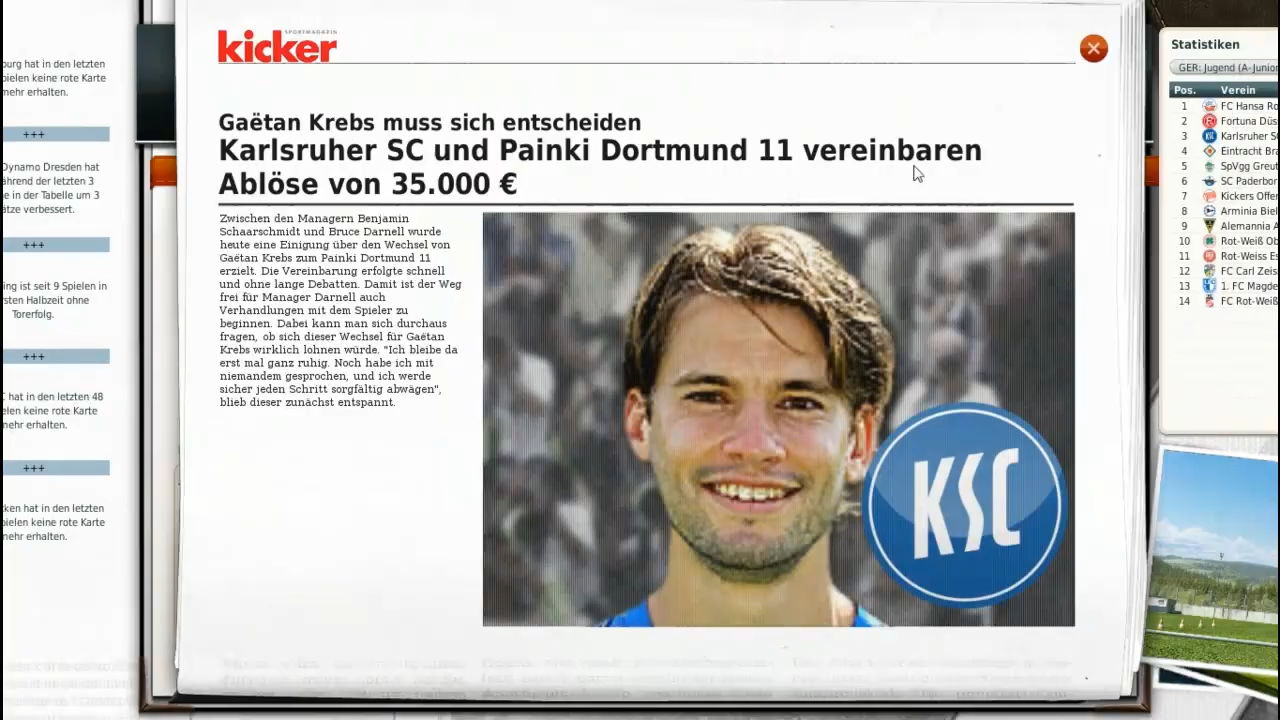 SPORTMAGAZIN
kicker
Gaëtan Krebs muss sich entscheiden
Karlsruher SC und Painki Dortmund 11 vereinbaren
Ablöse von 35.000 €
Zwischen den Managern Benjamin
Schaarschmidt und Bruce Darnell wurde
heute eine Einigung über den Wechsel von
Gaëtan Krebs zum Painki Dortmund 11
erzielt. Die Vereinbarung erfolgte schnell
und ohne lange Debatten. Damit ist der Weg
frei für Manager Darnell auch
Verhandlungen mit dem Spieler zu
beginnen. Dabei kann man sich durchaus
fragen, ob sich dieser Wechsel für Gaëtan
Krebs wirklich lohnen würde. "Ich bleibe da
erst mal ganz ruhig. Noch habe ich mit
niemandem gesprochen, und ich werde
sicher jeden Schritt sorgfältig abwägen",
blieb dieser zunächst entspannt.
KSC
burg hat in den letzten
pielen keine rote Karte
mehr erhalten.
+++
Dynamo Dresden hat
ährend der letzten 3
e in der Tabelle um 3
ätze verbessert.
+++
ing ist seit 9 Spielen in
rsten Halbzeit ohne
Torerfolg.
+++
C hat in den letzten 48
elen keine rote Karte
mehr erhalten.
+++
ken hat in den letzten
pielen keine rote Karte
mehr erhalten.
Statistiken
GER: Jugend (A-Junior
Pos. Verein
1 FC Hansa Ro
2 Fortuna Düs
3 Karlsruher S
4 Eintracht Bra
5 SpVgg Greut
6 SC Paderbor
7 Kickers Offer
8 Arminia Biel
9 Alemannia A
10 Rot-Weiß Ob
11 Rot-Weiss Es
12 FC Carl Zeis
13 1. FC Magde
14 FC Rot-Weiß